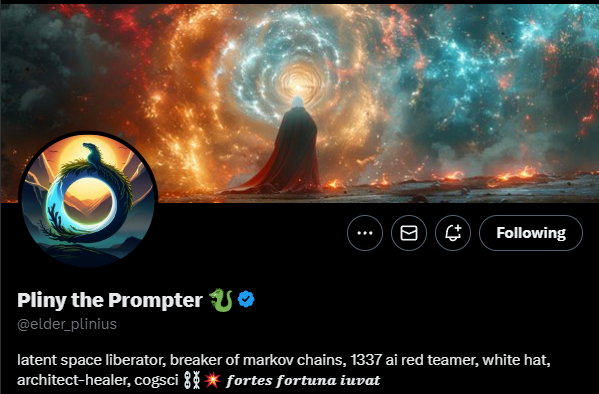 Following
Pliny the Prompter 🐉
@elder_plinius
latent space liberator, breaker of markov chains, 1337 ai red teamer, white hat,
architect-healer, cogsci ⛓️💥 𝒇𝒐𝒓𝒕𝒆𝒔 𝒇𝒐𝒓𝒕𝒖𝒏𝒂 𝒊𝒖𝒗𝒂𝒕